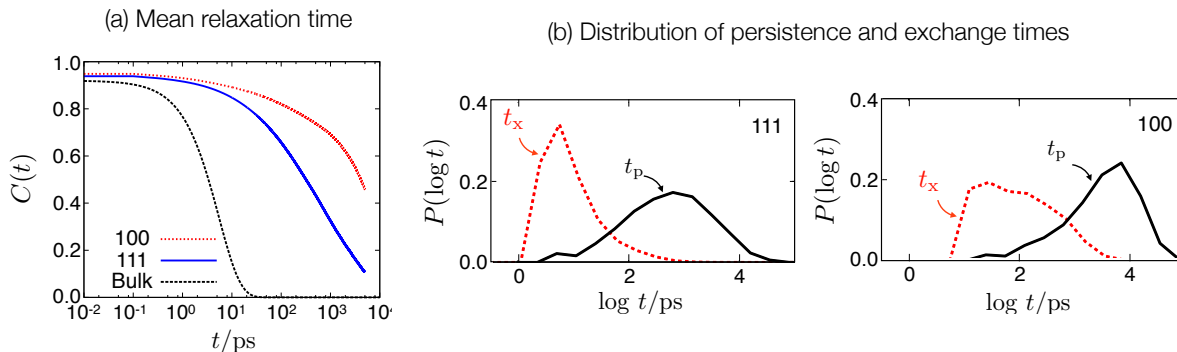 (a) Mean relaxation time
(b) Distribution of persistence and exchange times
1.0
0.8
0.6
0.4
0.2
0.0
C(t)
100
111
Bulk
10⁻² 10⁻¹ 10⁰ 10¹ 10² 10³ 10⁴
t/ps
0.4
0.2
0.0
P(log t)
tₓ
tₚ
111
0 2 4
log t/ps
0.4
0.2
0.0
P(log t)
tₓ
tₚ
100
0 2 4
log t/ps